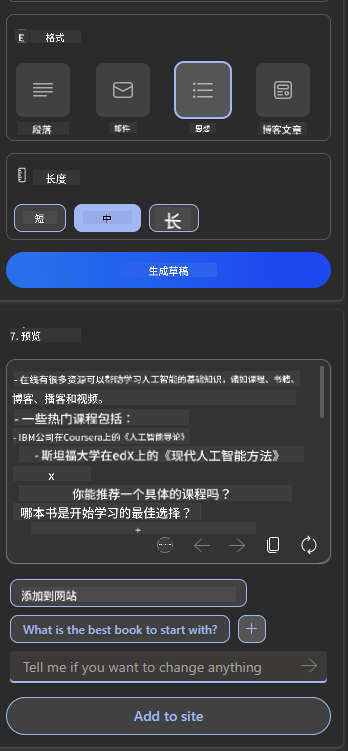 格式
段落
邮件
思想
博客文章
长度
短
中
长
生成草稿
7. 预览
- 在线有很多资源可以帮助学习人工智能的基础知识,诸如课程、书籍、
博客、播客和视频。
- 一些热门课程包括:
- IBM公司在Coursera上的《人工智能导论》
- 斯坦福大学在edX上的《现代人工智能方法》
x
你能推荐一个具体的课程吗?
哪本书是开始学习的最佳选择?
+
添加到网站
What is the best book to start with?
+
Tell me if you want to change anything
Add to site